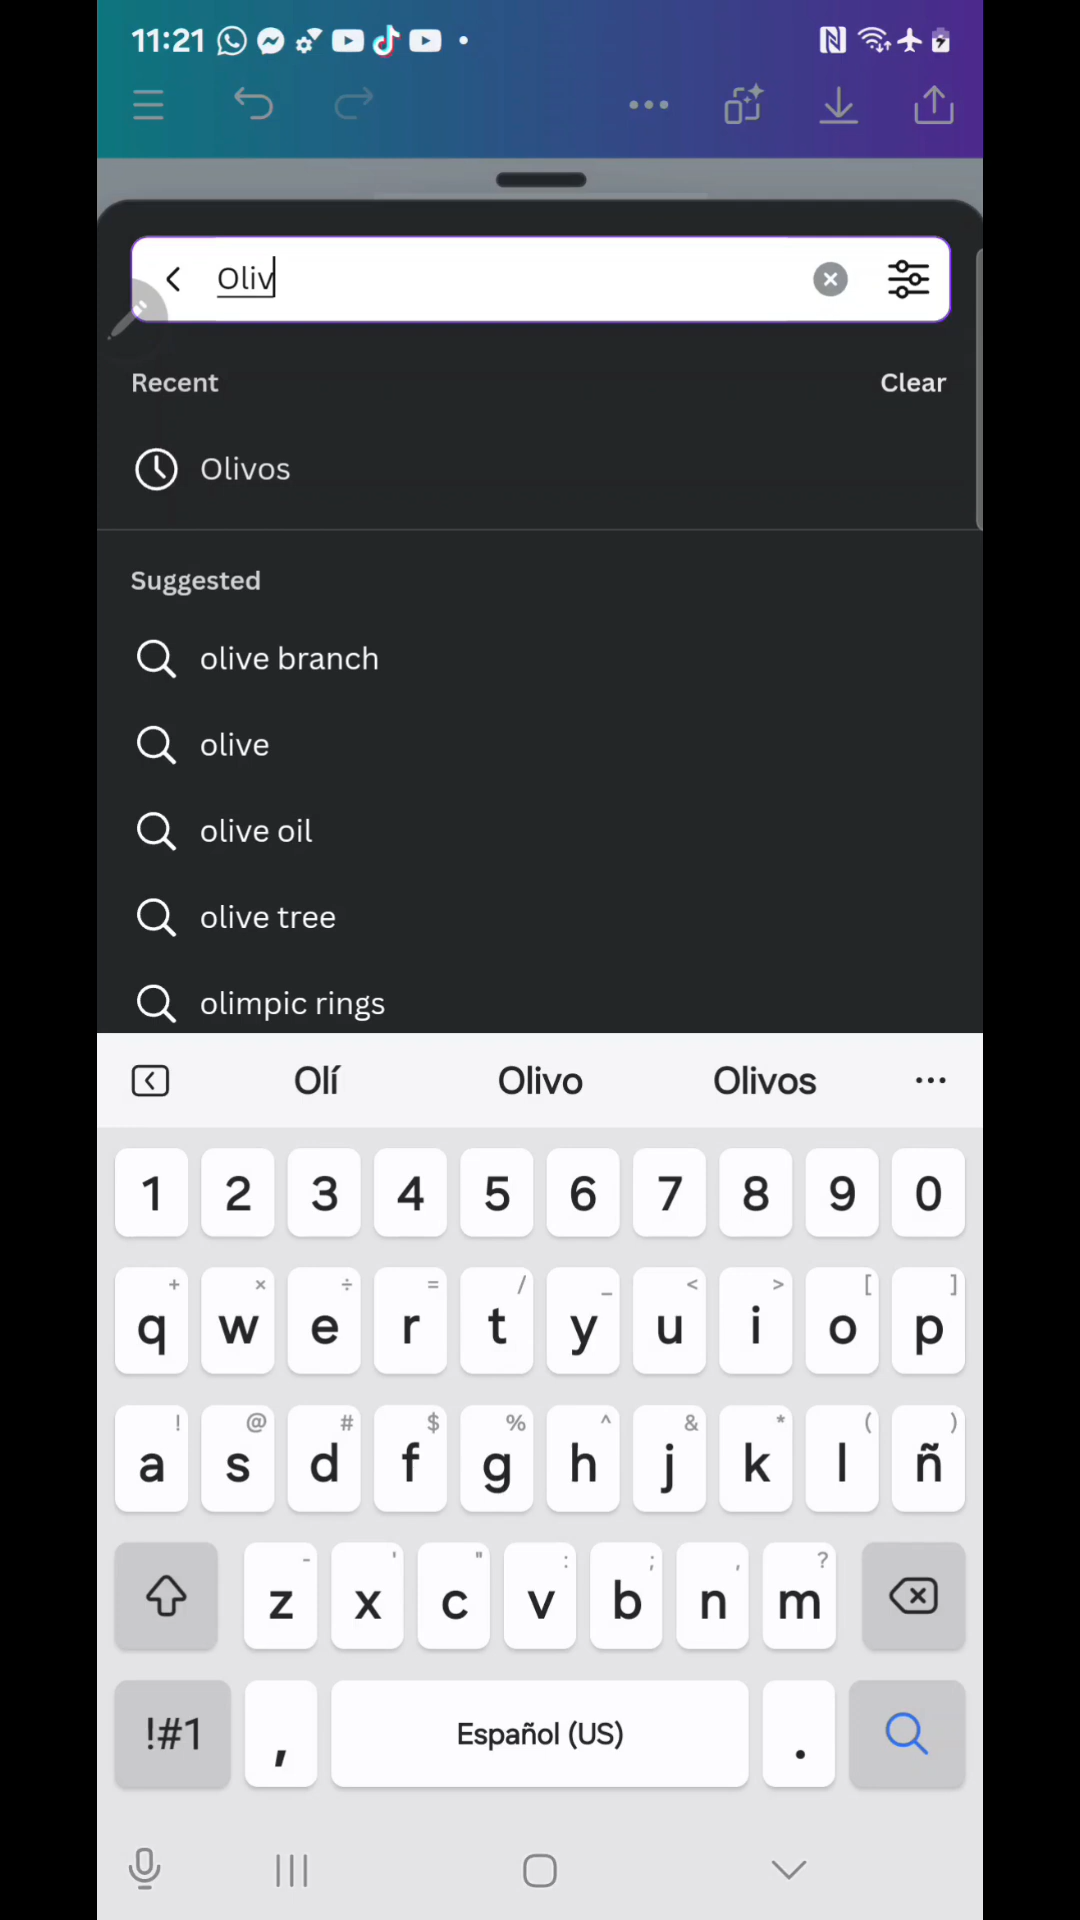 11:21
Oliv
Recent Clear
Olivos
Suggested
olive branch
olive
olive oil
olive tree
olimpic rings
Olí Olivo Olivos ...
1 2 3 4 5 6 7 8 9 0
+ × ÷ = / _ < > [ ]
q w e r t y u i o p
! @ # $ % ^ & * ( )
a s d f g h j k l ñ
- ' " : ; , ?
z x c v b n m
!#1 , Español (US) .